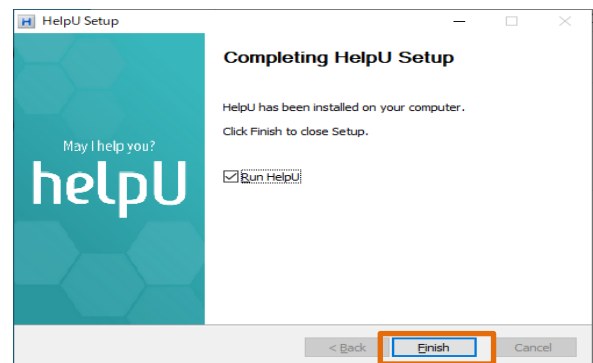 H HelpU Setup
Completing HelpU Setup
HelpU has been installed on your computer.
Click Finish to close Setup.
May I help you?
helpU
Run HelpU
< Back
Finish
Cancel